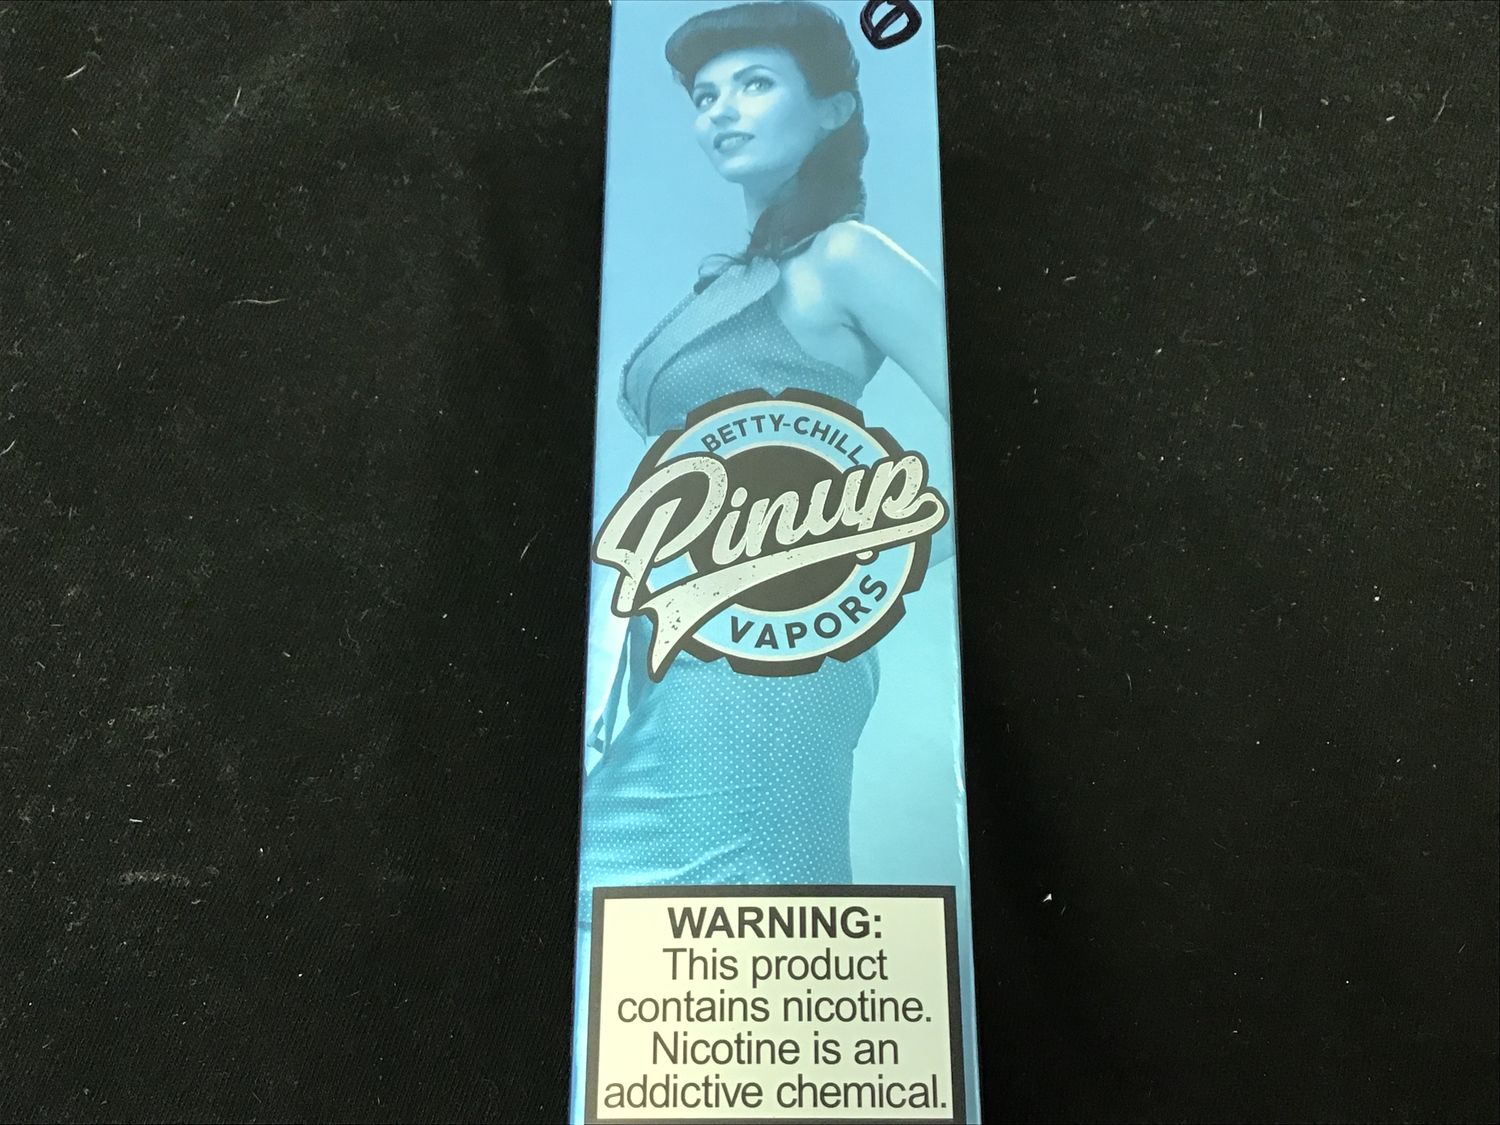 BETTY-CHILL
Pinup
VAPORS
WARNING:
This product
contains nicotine.
Nicotine is an
addictive chemical.